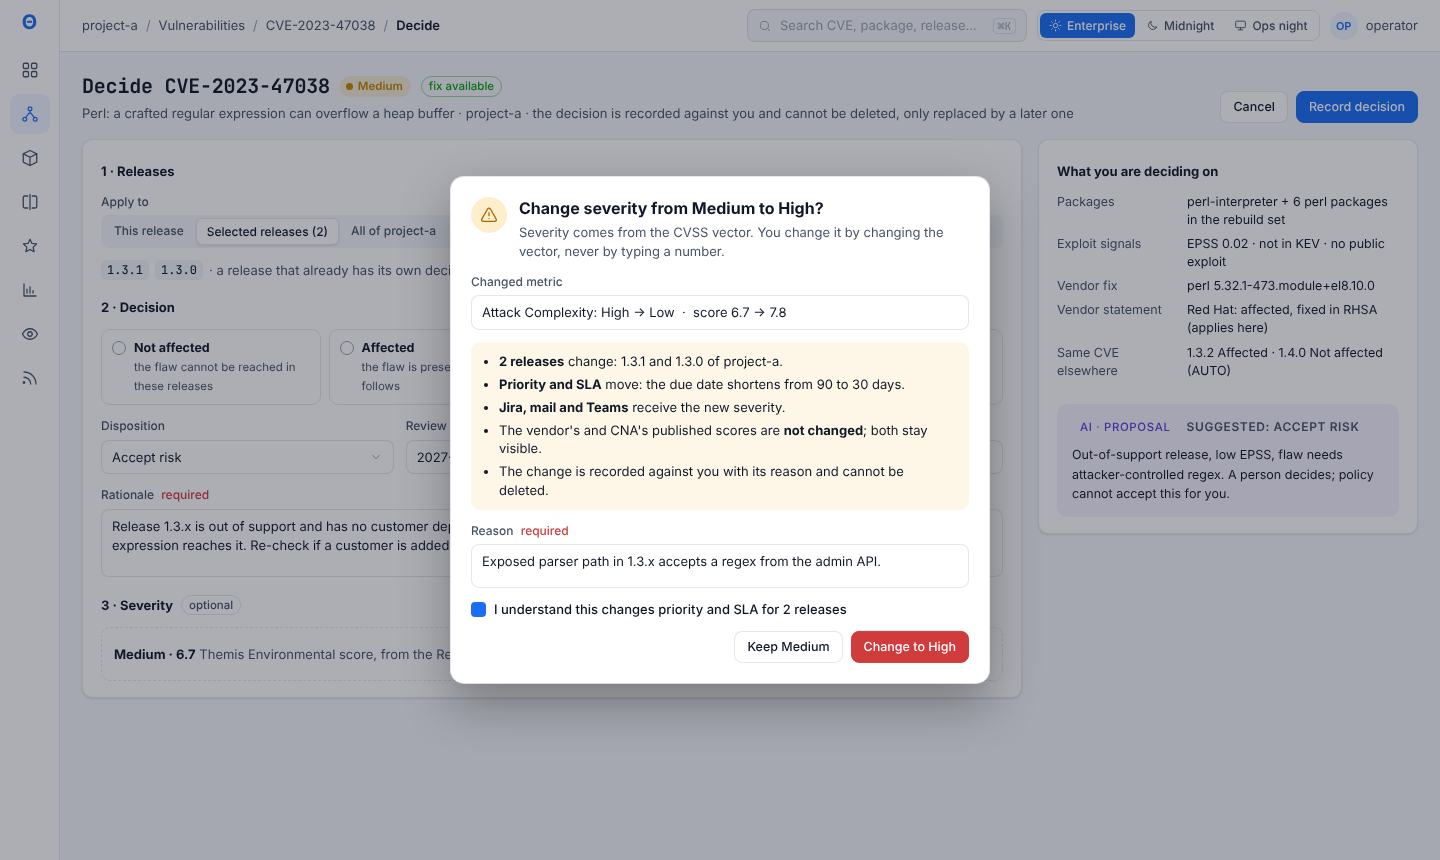 project-a / Vulnerabilities / CVE-2023-47038 / Decide
Search CVE, package, release... ⌘K
Enterprise
Midnight
Ops night
OP operator
Decide CVE-2023-47038
Medium
fix available
Perl: a crafted regular expression can overflow a heap buffer · project-a · the decision is recorded against you and cannot be deleted, only replaced by a later one
Cancel
Record decision
1 · Releases
Apply to
This release
Selected releases (2)
All of project-a
1.3.1 1.3.0 · a release that already has its own
2 · Decision
Not affected
the flaw cannot be reached in
these releases
Affected
the flaw is
follows
Disposition
Accept risk
Review
2027-
Rationale required
Release 1.3.x is out of support and has no customer
expression reaches it. Re-check if a customer is added
3 · Severity optional
Medium · 6.7 Themis Environmental score, from the
Change severity from Medium to High?
Severity comes from the CVSS vector. You change it by changing the
vector, never by typing a number.
Changed metric
Attack Complexity: High → Low · score 6.7 → 7.8
• 2 releases change: 1.3.1 and 1.3.0 of project-a.
• Priority and SLA move: the due date shortens from 90 to 30 days.
• Jira, mail and Teams receive the new severity.
• The vendor's and CNA's published scores are not changed; both stay
visible.
• The change is recorded against you with its reason and cannot be
deleted.
Reason required
Exposed parser path in 1.3.x accepts a regex from the admin API.
I understand this changes priority and SLA for 2 releases
Keep Medium
Change to High
What you are deciding on
Packages perl-interpreter + 6 perl packages
in the rebuild set
Exploit signals EPSS 0.02 · not in KEV · no public
exploit
Vendor fix perl 5.32.1-473.module+el8.10.0
Vendor statement Red Hat: affected, fixed in RHSA
(applies here)
Same CVE 1.3.2 Affected · 1.4.0 Not affected
elsewhere (AUTO)
AI · PROPOSAL SUGGESTED: ACCEPT RISK
Out-of-support release, low EPSS, flaw needs
attacker-controlled regex. A person decides; policy
cannot accept this for you.